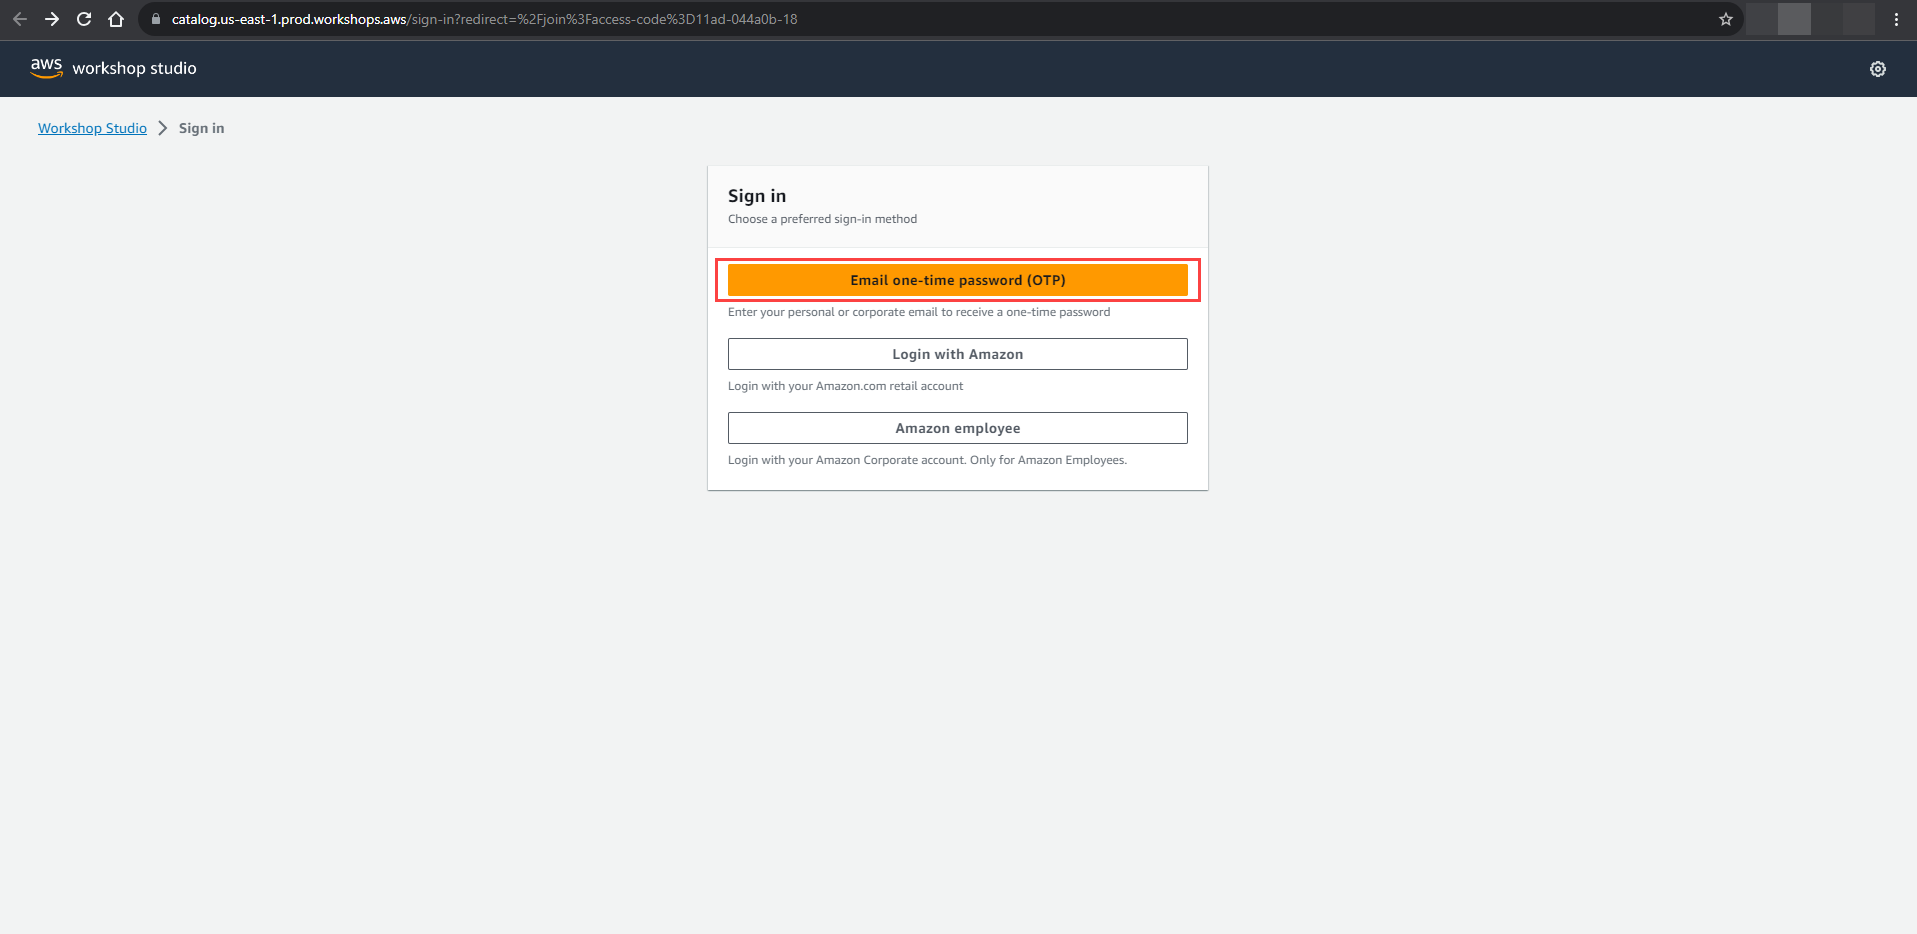 catalog.us-east-1.prod.workshops.aws/sign-in?redirect=%2Fjoin%3Faccess-code%3D11ad-044a0b-18
aws workshop studio
Workshop Studio Sign in
Sign in
Choose a preferred sign-in method
Email one-time password (OTP)
Enter your personal or corporate email to receive a one-time password
Login with Amazon
Login with your Amazon.com retail account
Amazon employee
Login with your Amazon Corporate account. Only for Amazon Employees.